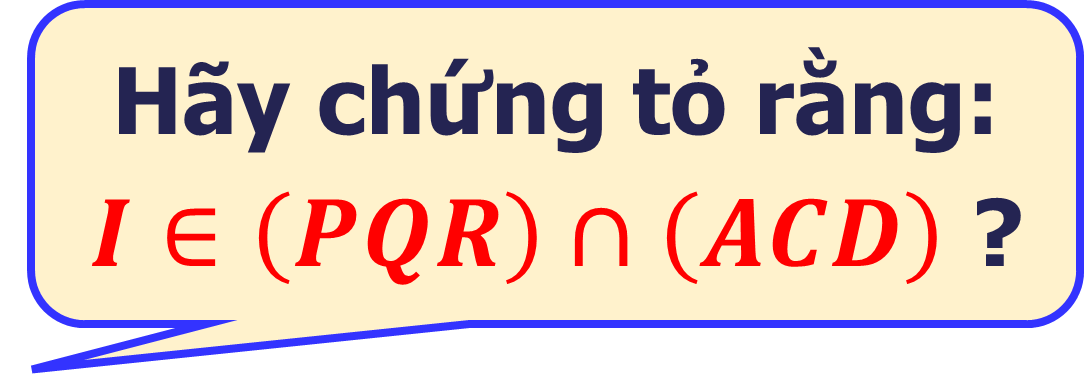 Hãy chứng tỏ rằng:
I ∈ (PQR) ∩ (ACD) ?